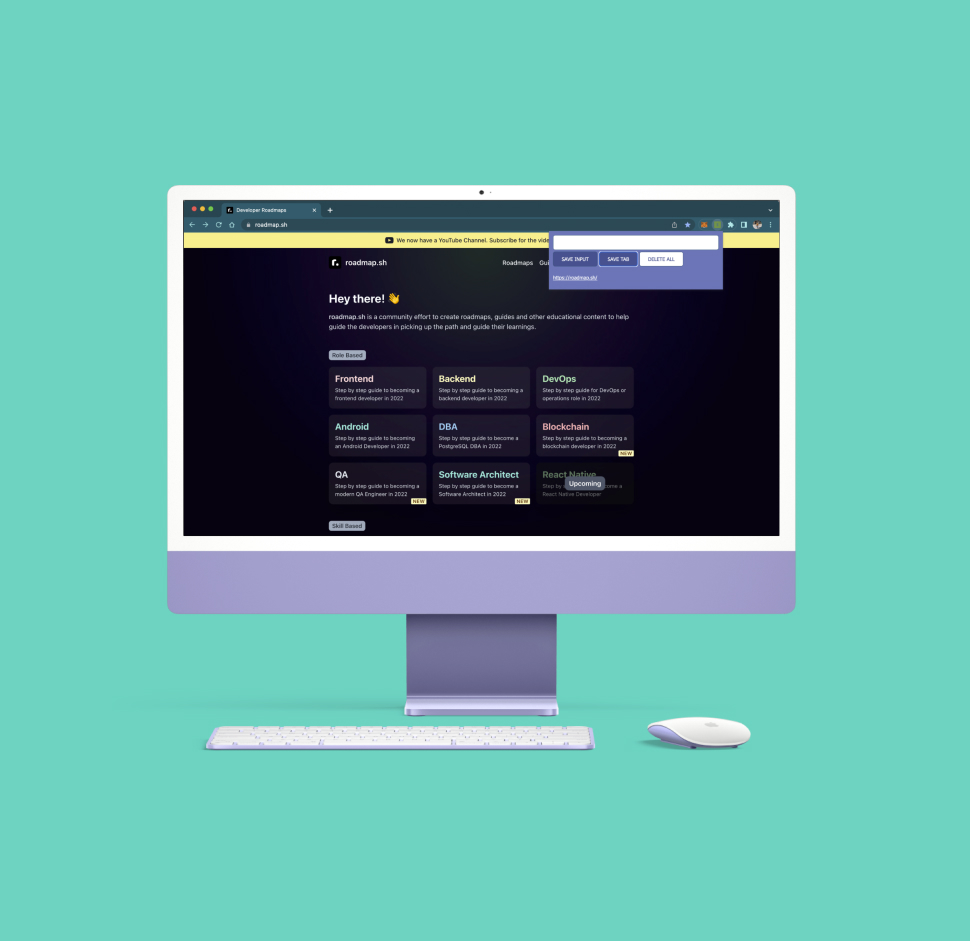 Developer Roadmaps
roadmap.sh
We now have a YouTube Channel. Subscribe for the vide
SAVE INPUT
SAVE TAB
DELETE ALL
https://roadmap.sh/
r.
roadmap.sh
Roadmaps
Gui
Hey there! 👋
roadmap.sh is a community effort to create roadmaps, guides and other educational content to help
guide the developers in picking up the path and guide their learnings.
Role Based
Frontend
Step by step guide to becoming a
frontend developer in 2022
Backend
Step by step guide to becoming a
backend developer in 2022
DevOps
Step by step guide for DevOps or
operations role in 2022
Android
Step by step guide to becoming
an Android Developer in 2022
DBA
Step by step guide to become a
PostgreSQL DBA in 2022
Blockchain
Step by step guide to becoming a
blockchain developer in 2022
NEW
QA
Step by step guide to becoming a
modern QA Engineer in 2022
NEW
Software Architect
Step by step guide to become a
Software Architect in 2022
NEW
React Native
Upcoming
Step by
ome a
React Native Developer
Skill Based